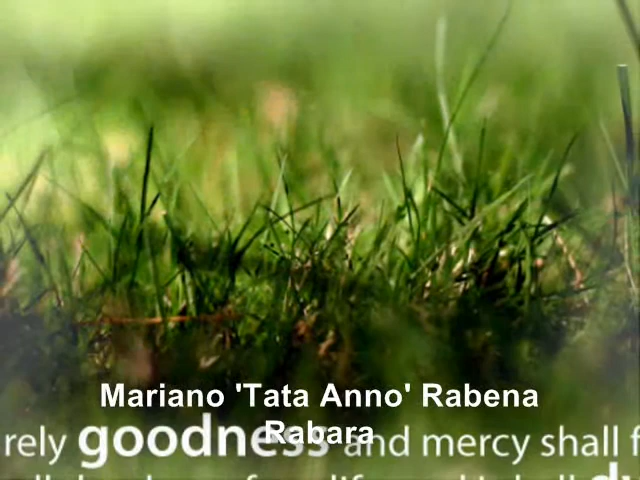 Mariano 'Tata Anno' Rabena
Rabara
rely goodness and mercy shall f